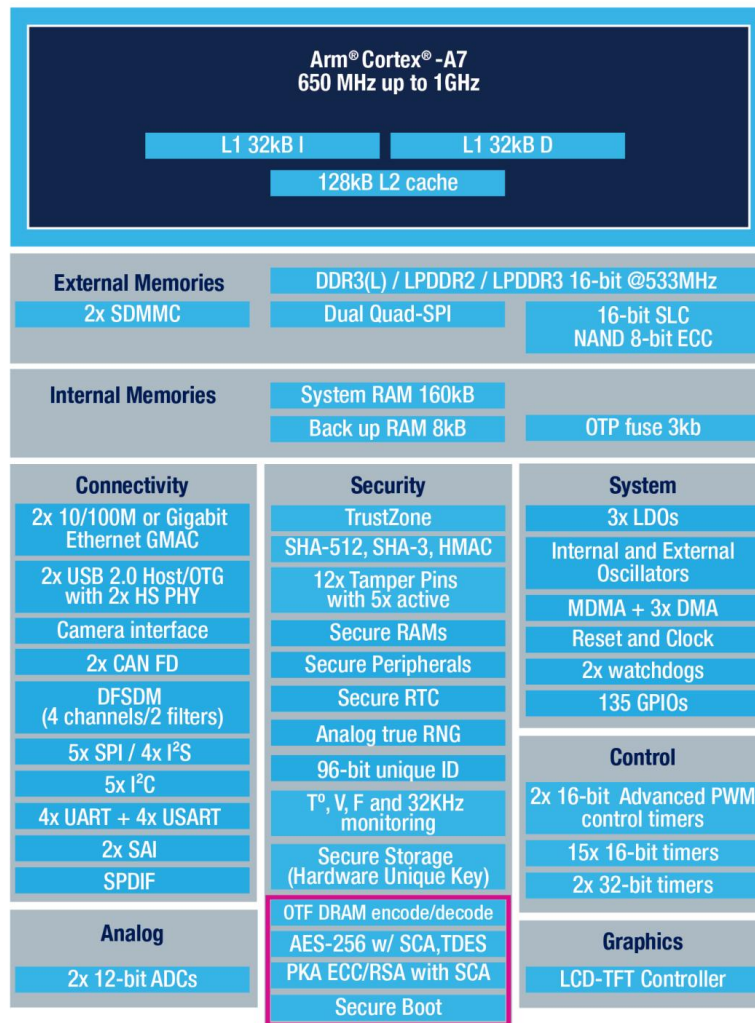 Arm® Cortex® -A7
650 MHz up to 1GHz
L1 32kB I
L1 32kB D
128kB L2 cache
External Memories
DDR3(L) / LPDDR2 / LPDDR3 16-bit @533MHz
2x SDMMC
Dual Quad-SPI
16-bit SLC
NAND 8-bit ECC
Internal Memories
System RAM 160kB
Back up RAM 8kB
OTP fuse 3kb
Connectivity
2x 10/100M or Gigabit
Ethernet GMAC
2x USB 2.0 Host/OTG
with 2x HS PHY
Camera interface
2x CAN FD
DFSDM
(4 channels/2 filters)
5x SPI / 4x I²S
5x I²C
4x UART + 4x USART
2x SAI
SPDIF
Analog
2x 12-bit ADCs
Security
TrustZone
SHA-512, SHA-3, HMAC
12x Tamper Pins
with 5x active
Secure RAMs
Secure Peripherals
Secure RTC
Analog true RNG
96-bit unique ID
Tº, V, F and 32KHz
monitoring
Secure Storage
(Hardware Unique Key)
OTF DRAM encode/decode
AES-256 w/ SCA,TDES
PKA ECC/RSA with SCA
Secure Boot
System
3x LDOs
Internal and External
Oscillators
MDMA + 3x DMA
Reset and Clock
2x watchdogs
135 GPIOs
Control
2x 16-bit Advanced PWM
control timers
15x 16-bit timers
2x 32-bit timers
Graphics
LCD-TFT Controller